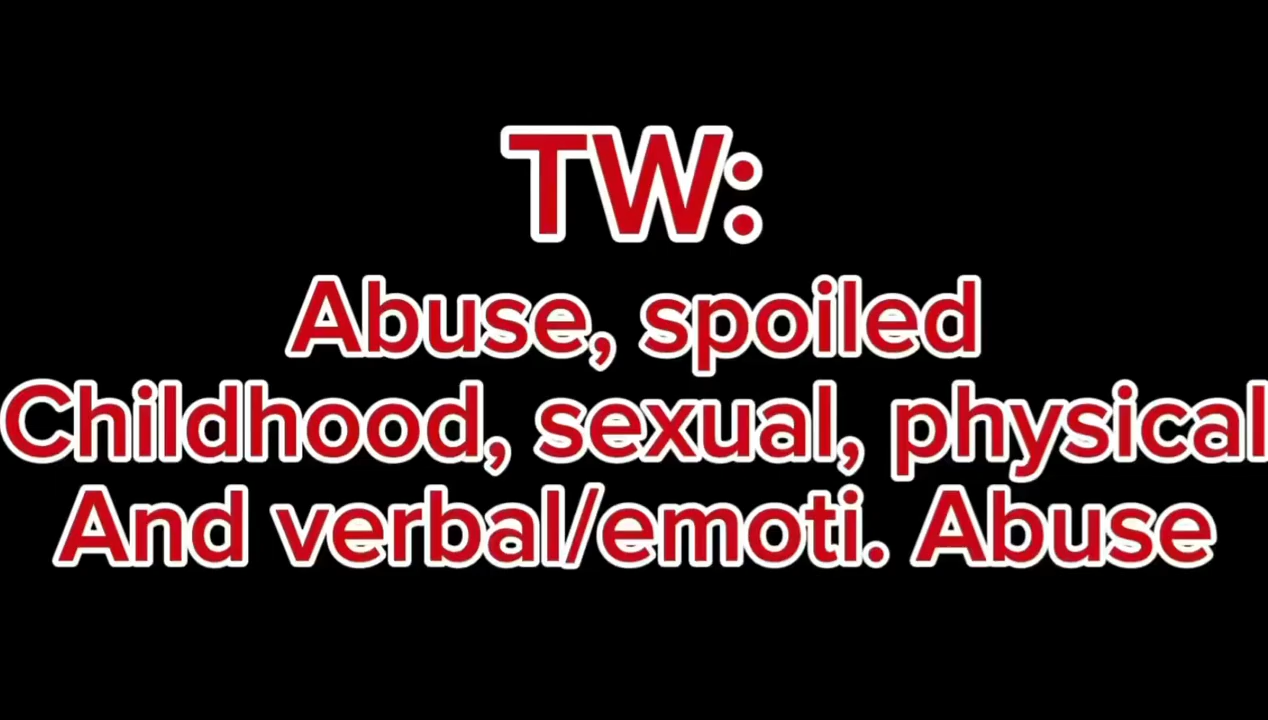 TW:
Abuse, spoiled
Childhood, sexual, physical
And verbal/emoti. Abuse